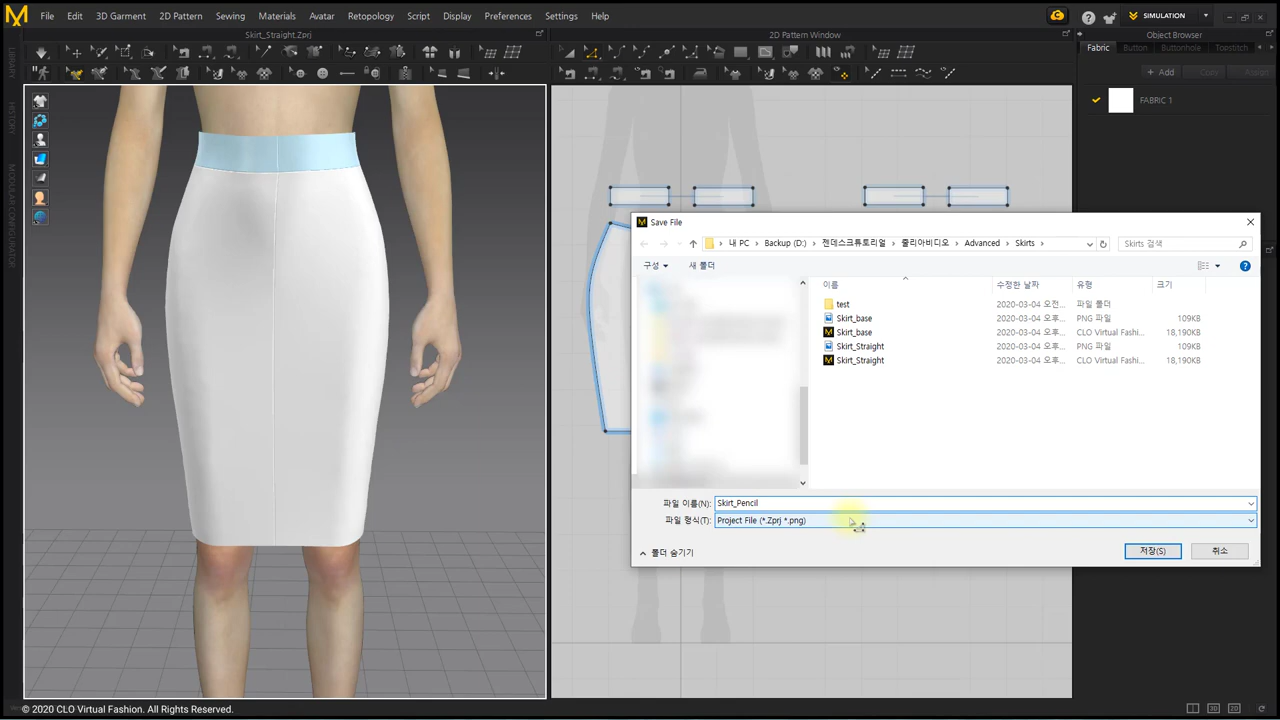 File Edit 3D Garment 2D Pattern Sewing Materials Avatar Retopology Script Display Preferences Settings Help
SIMULATION
Skirt_Straight.Zprj
2D Pattern Window
Object Browser
Fabric Button Buttonhole Topstitch
+ Add
FABRIC 1
LIBRARY
HISTORY
MODULAR CONFIGURATOR
Save File
내 PC > Backup (D:) > 젠데스크튜토리얼 > 줄리아비디오 > Advanced > Skirts >
Skirts 검색
구성 새 폴더
이름 수정한 날짜 유형 크기
test 2020-03-04 오전... 파일 폴더
Skirt_base 2020-03-04 오후... PNG 파일 109KB
Skirt_base 2020-03-04 오후... CLO Virtual Fashi... 18,190KB
Skirt_Straight 2020-03-04 오후... PNG 파일 109KB
Skirt_Straight 2020-03-04 오후... CLO Virtual Fashi... 18,190KB
파일 이름(N): Skirt_Pencil
파일 형식(T): Project File (*.Zprj *.png)
폴더 숨기기
저장(S) 취소
© 2020 CLO Virtual Fashion. All Rights Reserved.
3D 2D